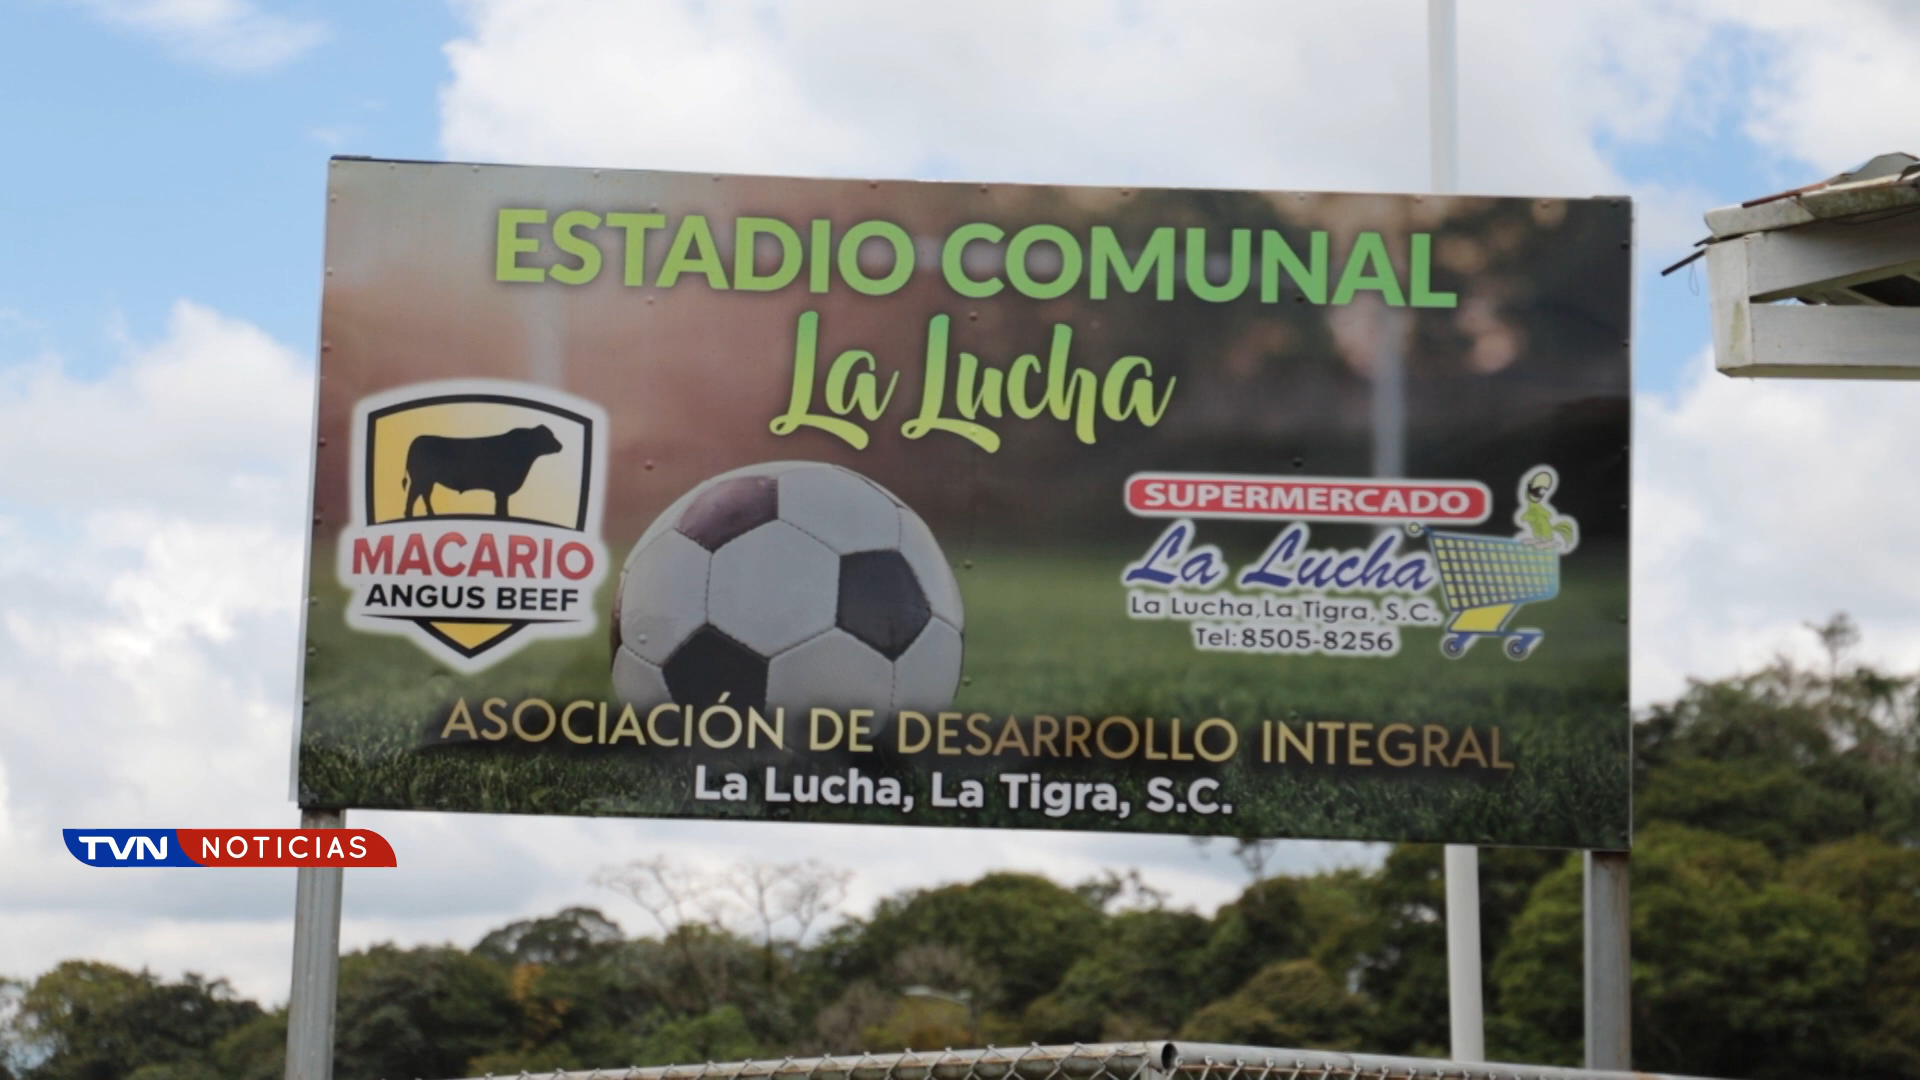 ESTADIO COMUNAL
La Lucha
MACARIO
ANGUS BEEF
SUPERMERCADO
La Lucha
La Lucha, La Tigra, S.C.
Tel: 8505-8256
ASOCIACIÓN DE DESARROLLO INTEGRAL
La Lucha, La Tigra, S.C.
TVN NOTICIAS